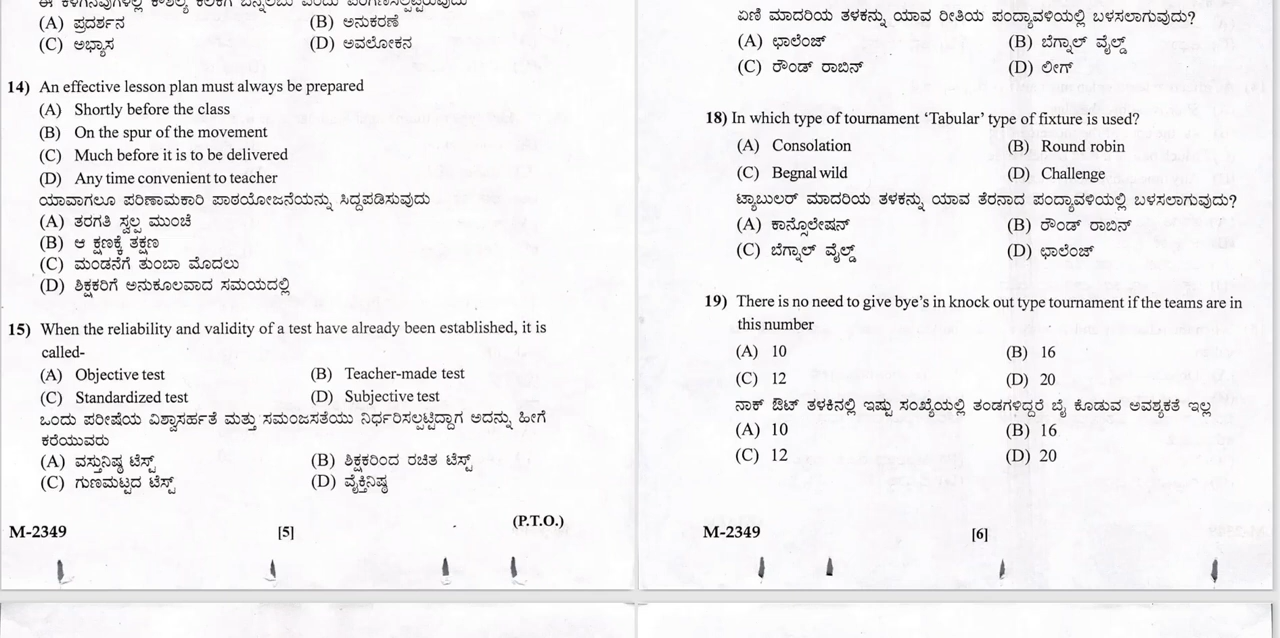 (A) ಪ್ರದರ್ಶನ (B) ಅನುಕರಣೆ
(C) ಅಭ್ಯಾಸ (D) ಅವಲೋಕನ
14) An effective lesson plan must always be prepared
(A) Shortly before the class
(B) On the spur of the movement
(C) Much before it is to be delivered
(D) Any time convenient to teacher
ಯಾವಾಗಲೂ ಪರಿಣಾಮಕಾರಿ ಪಾಠಯೋಜನೆಯನ್ನು ಸಿದ್ದಪಡಿಸುವುದು
(A) ತರಗತಿ ಸ್ವಲ್ಪ ಮುಂಚೆ
(B) ಆ ಕ್ಷಣಕ್ಕೆ ತಕ್ಷಣ
(C) ಮಂಡನೆಗೆ ತುಂಬಾ ಮೊದಲು
(D) ಶಿಕ್ಷಕರಿಗೆ ಅನುಕೂಲವಾದ ಸಮಯದಲ್ಲಿ
15) When the reliability and validity of a test have already been established, it is
called-
(A) Objective test (B) Teacher-made test
(C) Standardized test (D) Subjective test
ಒಂದು ಪರೀಷೆಯ ವಿಶ್ವಾಸರ್ಹತೆ ಮತ್ತು ಸಮಂಜಸತೆಯು ನಿರ್ಧರಿಸಲ್ಪಟ್ಟಿದ್ದಾಗ ಅದನ್ನು ಹೀಗೆ
ಕರೆಯುವರು
(A) ವಸ್ತುನಿಷ್ಠ ಟೆಸ್ಟ್ (B) ಶಿಕ್ಷಕರಿಂದ ರಚಿತ ಟೆಸ್ಟ್
(C) ಗುಣಮಟ್ಟದ ಟೆಸ್ಟ್ (D) ವೈಕ್ತಿನಿಷ್ಠ
(P.T.O.)
M-2349 [5]
ಏಣಿ ಮಾದರಿಯ ತಳಕನ್ನು ಯಾವ ರೀತಿಯ ಪಂದ್ಯಾವಳಿಯಲ್ಲಿ ಬಳಸಲಾಗುವುದು?
(A) ಛಾಲೆಂಜ್ (B) ಬೆಗ್ನಾಲ್ ವೈಲ್ಡ್
(C) ರೌಂಡ್ ರಾಬಿನ್ (D) ಲೀಗ್
18) In which type of tournament ‘Tabular’ type of fixture is used?
(A) Consolation (B) Round robin
(C) Begnal wild (D) Challenge
ಟ್ಯಾಬುಲರ್ ಮಾದರಿಯ ತಳಕನ್ನು ಯಾವ ತೆರನಾದ ಪಂದ್ಯಾವಳಿಯಲ್ಲಿ ಬಳಸಲಾಗುವುದು?
(A) ಕಾನ್ಸೊಲೇಷನ್ (B) ರೌಂಡ್ ರಾಬಿನ್
(C) ಬೆಗ್ನಾಲ್ ವೈಲ್ಡ್ (D) ಛಾಲೆಂಜ್
19) There is no need to give bye’s in knock out type tournament if the teams are in
this number
(A) 10 (B) 16
(C) 12 (D) 20
ನಾಕ್ ಔಟ್ ತಳಕಿನಲ್ಲಿ ಇಷ್ಟು ಸಂಖ್ಯೆಯಲ್ಲಿ ತಂಡಗಳಿದ್ದರೆ ಬೈ ಕೊಡುವ ಅವಶ್ಯಕತೆ ಇಲ್ಲ
(A) 10 (B) 16
(C) 12 (D) 20
M-2349 [6]